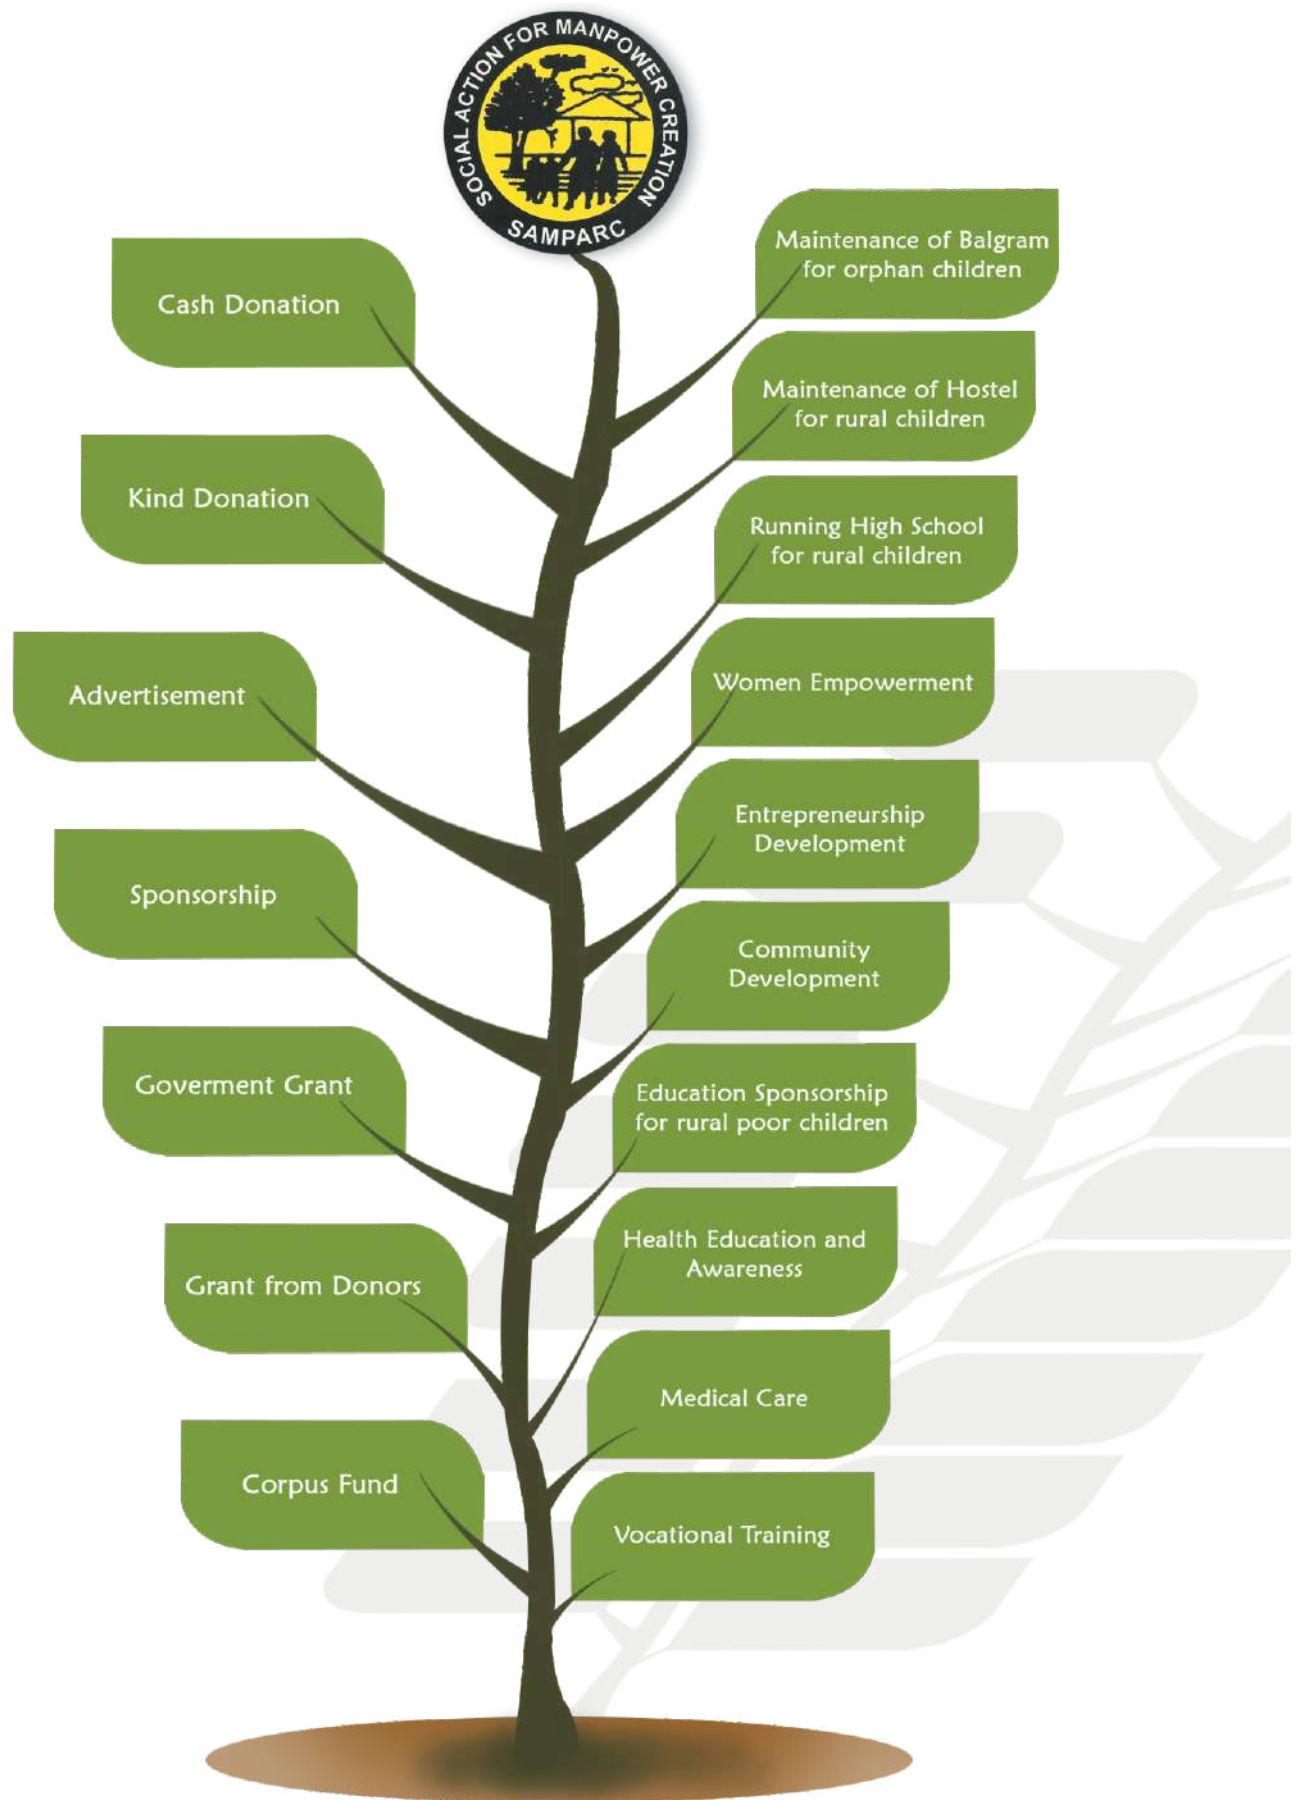 SOCIAL ACTION FOR MANPOWER CREATION
SAMPARC
Cash Donation
Kind Donation
Advertisement
Sponsorship
Goverment Grant
Grant from Donors
Corpus Fund
Maintenance of Balgram
for orphan children
Maintenance of Hostel
for rural children
Running High School
for rural children
Women Empowerment
Entrepreneurship
Development
Community
Development
Education Sponsorship
for rural poor children
Health Education and
Awareness
Medical Care
Vocational Training